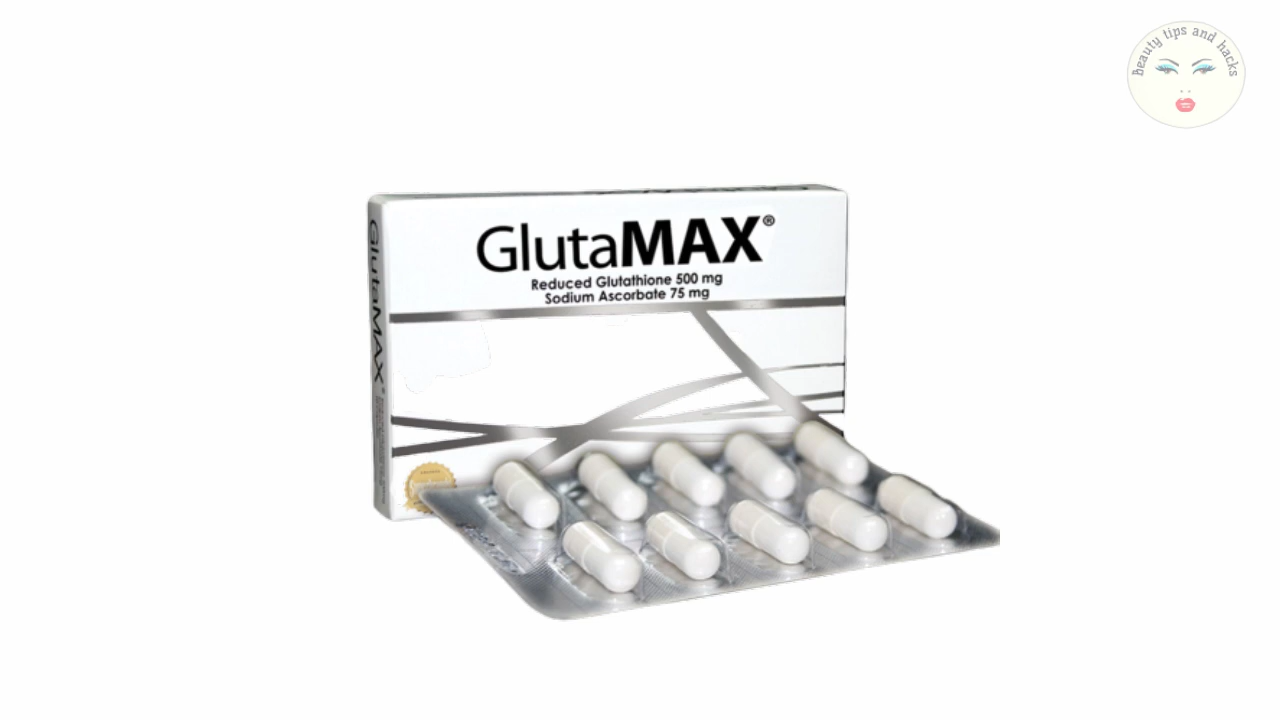 Beauty tips and hacks
GlutaMAX®
Reduced Glutathione 500 mg
Sodium Ascorbate 75 mg
GlutaMAX®